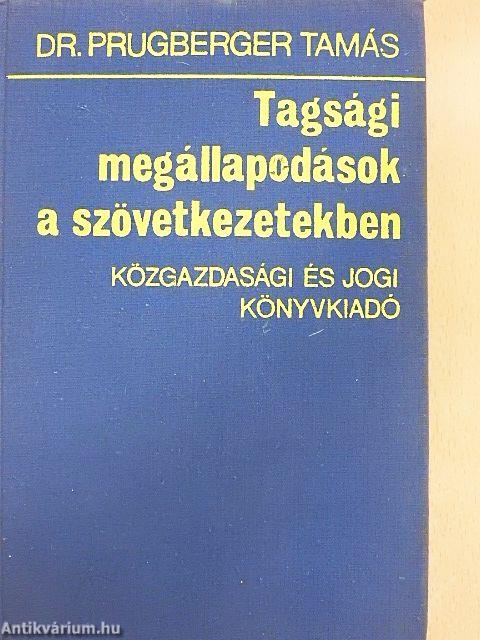 DR. PRUGBERGER TAMÁS
Tagsági
megállapodások
a szövetkezetekben
KÖZGAZDASÁGI ÉS JOGI
KÖNYVKIADÓ
Antikvárium.hu